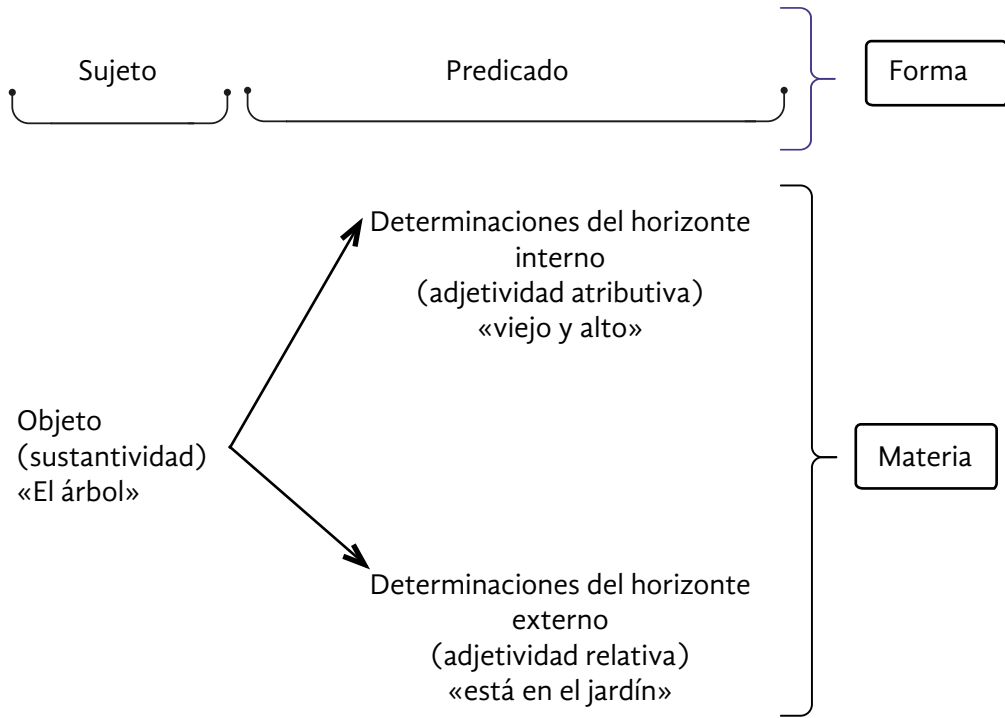 Sujeto
Predicado
Forma
Determinaciones del horizonte
interno
(adjetividad atributiva)
«viejo y alto»
Objeto
(sustantividad)
«El árbol»
Materia
Determinaciones del horizonte
externo
(adjetividad relativa)
«está en el jardín»